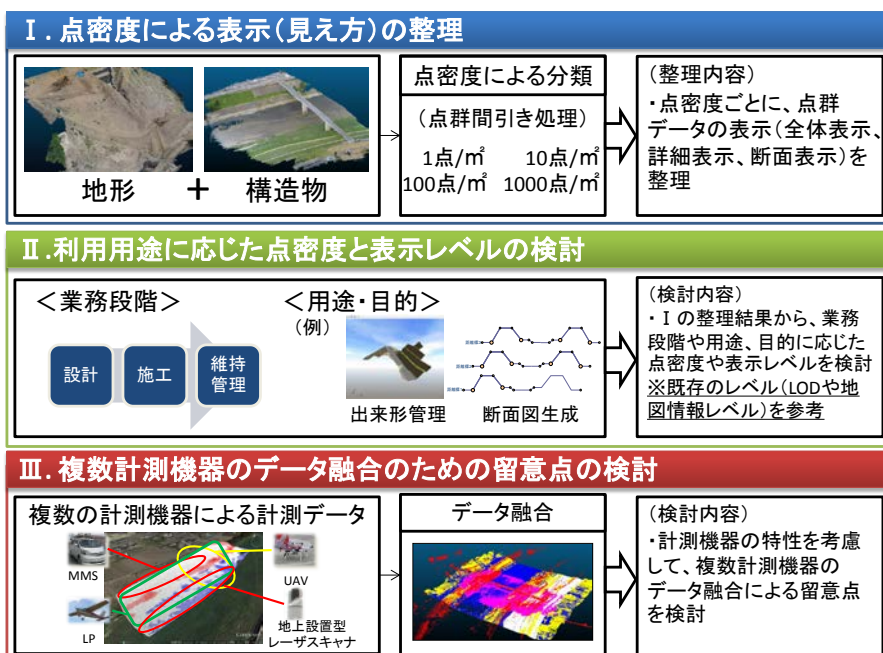 Ⅰ．点密度による表示（見え方）の整理
地形 ＋ 構造物
点密度による分類
（点群間引き処理）
1点/㎡ 10点/㎡
100点/㎡ 1000点/㎡
（整理内容）
・点密度ごとに、点群
データの表示（全体表示、
詳細表示、断面表示）を
整理
Ⅱ.利用用途に応じた点密度と表示レベルの検討
＜業務段階＞
設計
施工
維持
管理
＜用途・目的＞
（例）
出来形管理
断面図生成
（検討内容）
・Ⅰの整理結果から、業務
段階や用途、目的に応じた
点密度や表示レベルを検討
※既存のレベル（LODや地
図情報レベル）を参考
Ⅲ．複数計測機器のデータ融合のための留意点の検討
複数の計測機器による計測データ
MMS
UAV
LP
地上設置型
レーザスキャナ
データ融合
（検討内容）
・計測機器の特性を考慮
して、複数計測機器の
データ融合による留意点
を検討